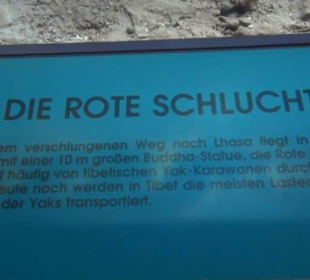 DIE ROTE SCHLUCHT
em verschlungenen Weg nach Lhasa liegt in
mit einer 10 m großen Buddha-Statue, die Rote
d häufig von tibetischen Yak-Karawanen durc
eute noch werden in Tibet die meisten Laster
der Yaks transportiert.